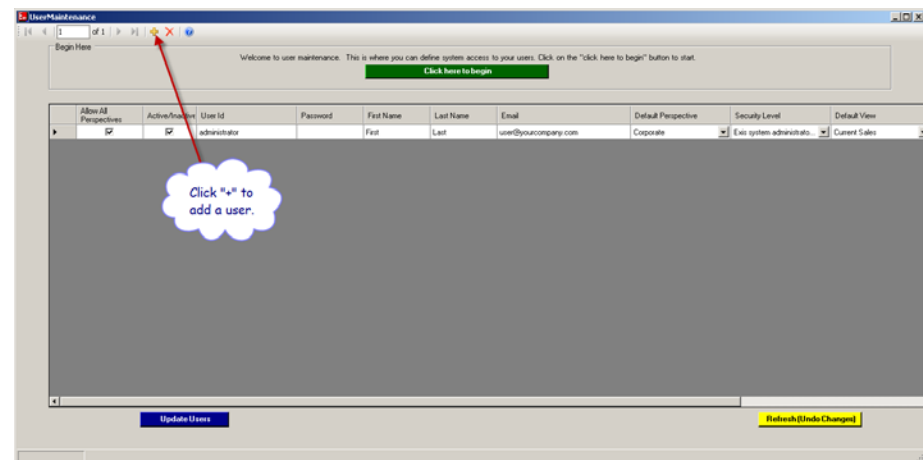 UserMaintenance
1 of 1
Begin Here
Welcome to user maintenance. This is where you can define system access to your users. Click on the "click here to begin" button to start.
Click here to begin
Allow All Perspectives Active/Inactive User Id Password First Name Last Name Email Default Perspective Security Level Default View
administrator First Last user@yourcompany.com Corporate Exis system administrato... Current Sales
Click "+" to
add a user.
Update Users Refresh (Undo Changes)